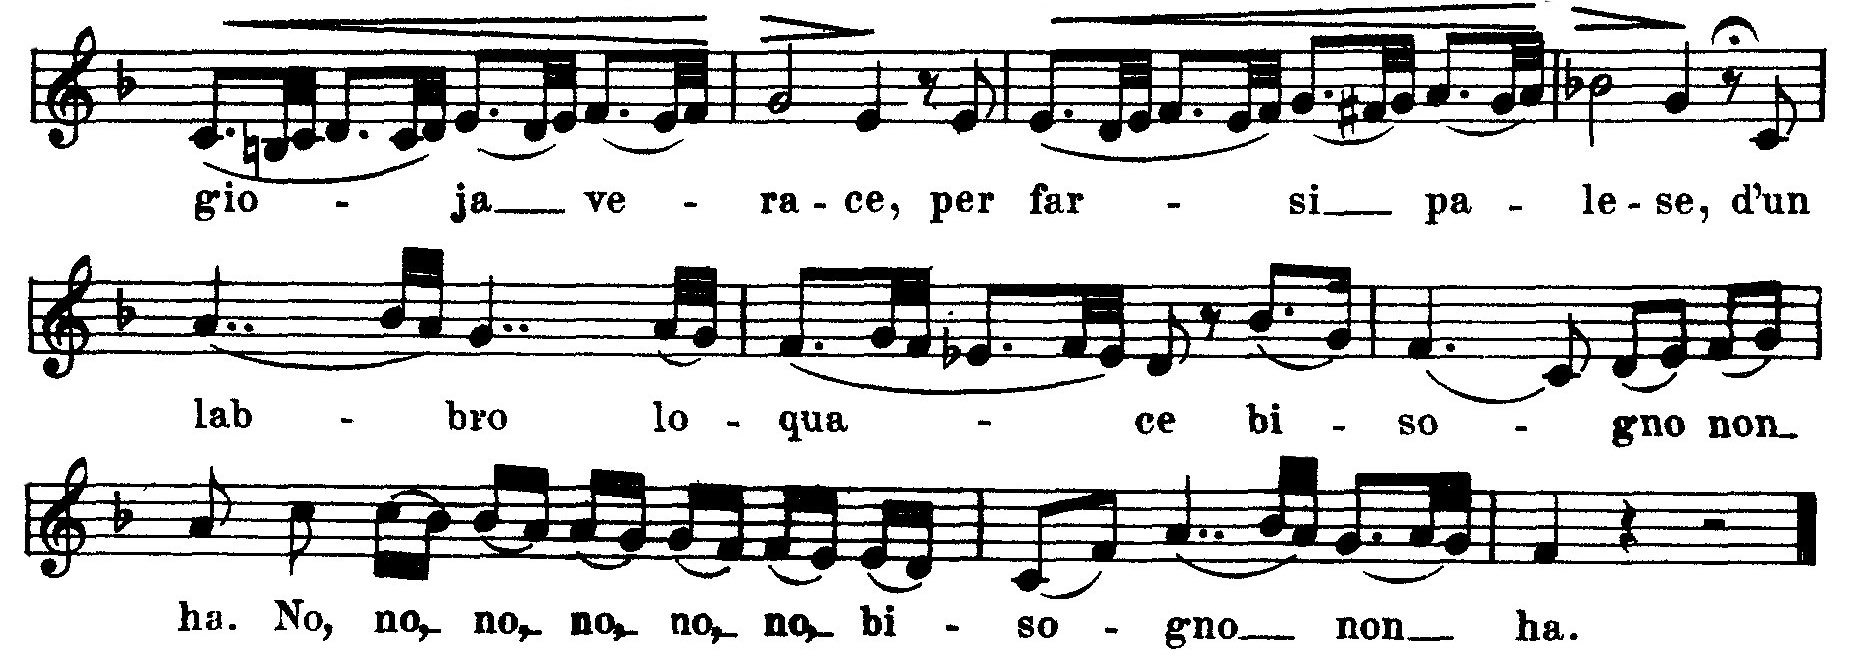 gio - ja ve - ra - ce, per far - si pa - le - se, d'un
lab - bro lo - qua - ce bi - so - gno non
ha. No, no, no, no, no, no, bi - so - gno non ha.